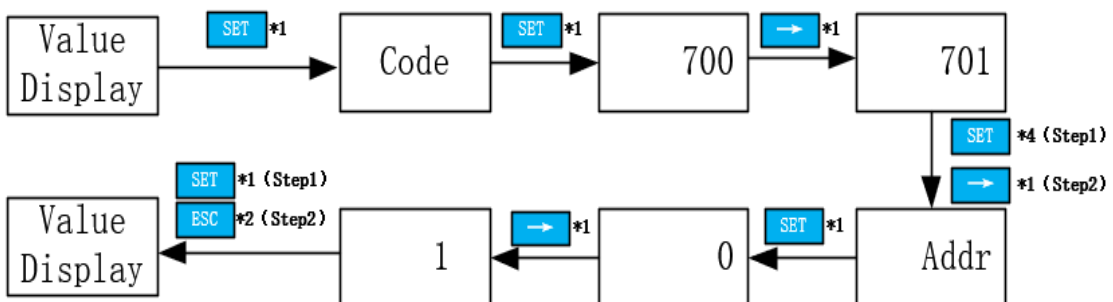 SET *1
SET *1
→ *1
Value
Display
Code
700
701
SET *4 (Step1)
→ *1 (Step2)
SET *1 (Step1)
ESC *2 (Step2)
→ *1
SET *1
Value
Display
1
0
Addr